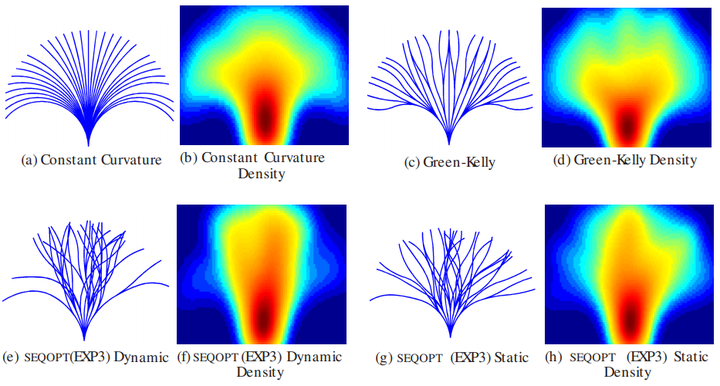 (a) Constant Curvature
(b) Constant Curvature
Density
(c) Green-Kelly
(d) Green-Kelly Density
(e) SEQOPT(EXP3) Dynamic
(f) SEQOPT (EXP3) Dynamic
Density
(g) SEQOPT (EXP3) Static
(h) SEQOPT (EXP3) Static
Density